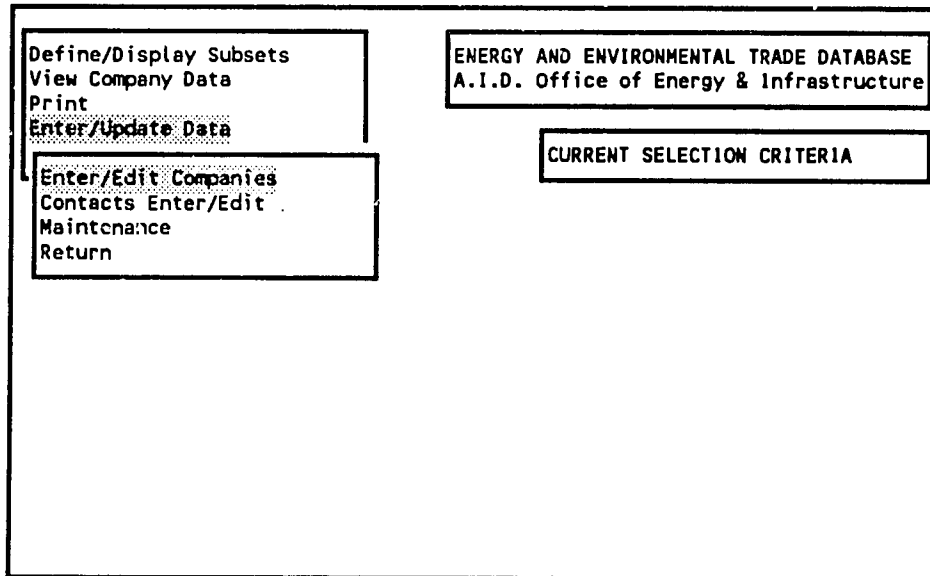 Define/Display Subsets
View Company Data
Print
Enter/Update Data
Enter/Edit Companies
Contacts Enter/Edit
Maintenance
Return
ENERGY AND ENVIRONMENTAL TRADE DATABASE
A.I.D. Office of Energy & Infrastructure
CURRENT SELECTION CRITERIA